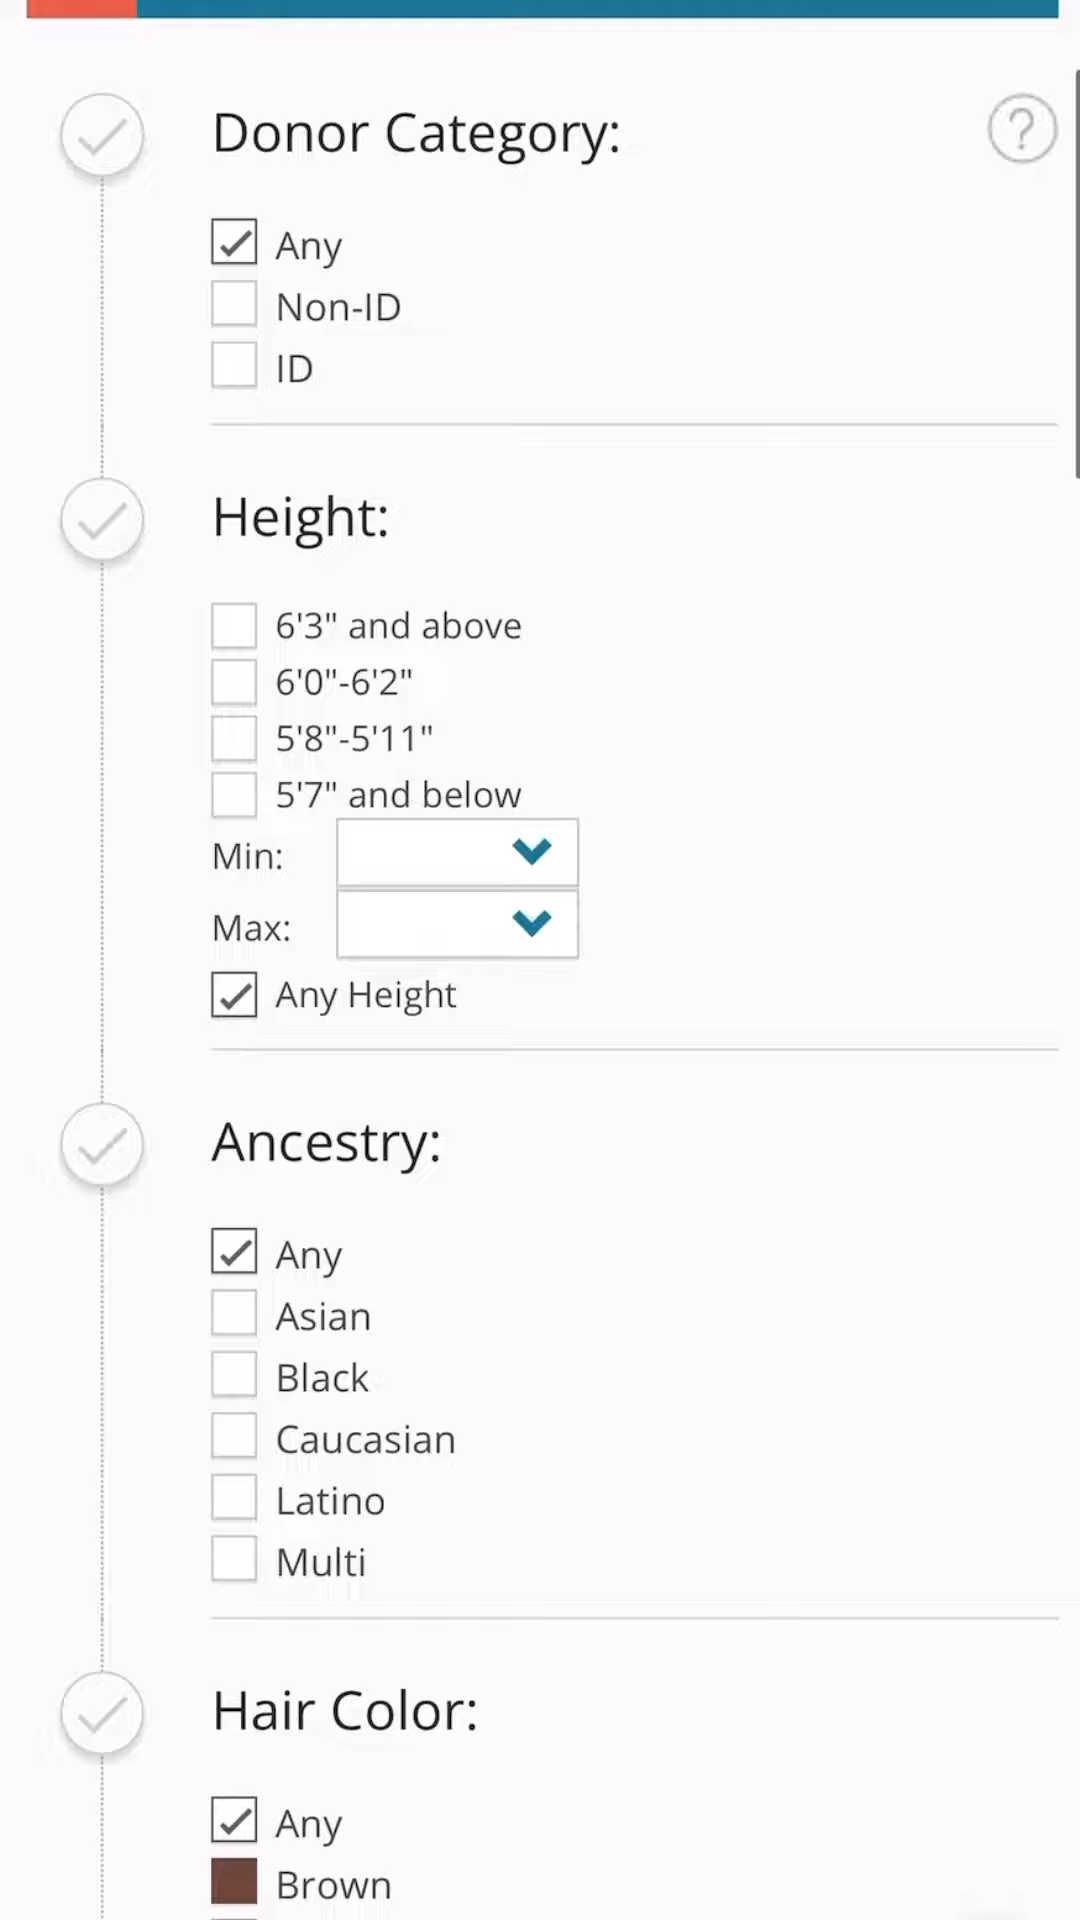 Donor Category:
?
Any
Non-ID
ID
Height:
6'3" and above
6'0"-6'2"
5'8"-5'11"
5'7" and below
Min:
Max:
Any Height
Ancestry:
Any
Asian
Black
Caucasian
Latino
Multi
Hair Color:
Any
Brown